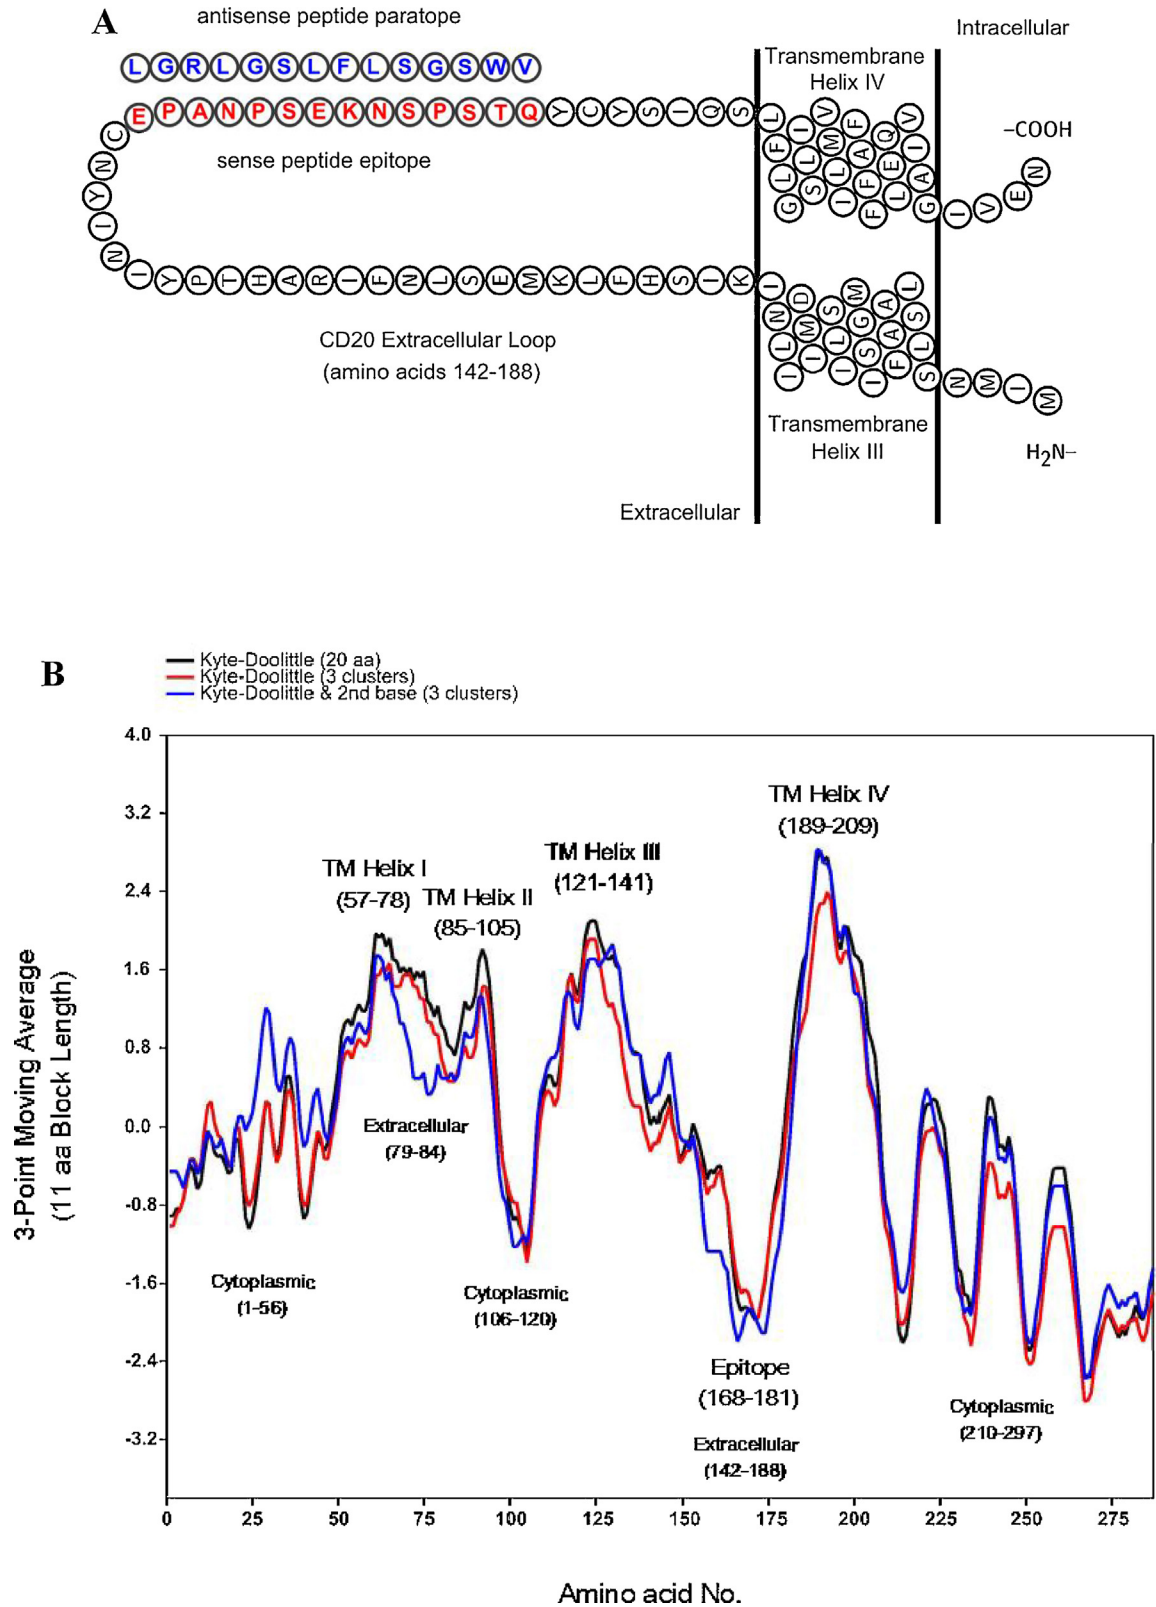 A
antisense peptide paratope
Intracellular
Transmembrane
Helix IV
L G R L G S L F L S G S W V
E P A N P S E K N S P S T Q Y C Y S I Q S
–COOH
sense peptide epitope
C
N
Y
I
N
I Y P T H A R I F N L S E M K L F H S I K
L I V F V
F L M A Q I
L S L F E A
G I F L G I V E N
I D M L
N M S G A S
L I L S A L
I I I F S N M I M
CD20 Extracellular Loop
(amino acids 142-188)
Transmembrane
Helix III
H2N–
Extracellular
B
Kyte-Doolittle (20 aa)
Kyte-Doolittle (3 clusters)
Kyte-Doolittle & 2nd base (3 clusters)
4.0
3.2
2.4
1.6
0.8
0.0
-0.8
-1.6
-2.4
-3.2
3-Point Moving Average
(11 aa Block Length)
TM Helix IV
(189-209)
TM Helix III
(121-141)
TM Helix I
(57-78)
TM Helix II
(85-105)
Extracellular
(79-84)
Cytoplasmic
(1-56)
Cytoplasmic
(106-120)
Epitope
(168-181)
Extracellular
(142-188)
Cytoplasmic
(210-297)
0 25 50 75 100 125 150 175 200 225 250 275
Amino acid No.